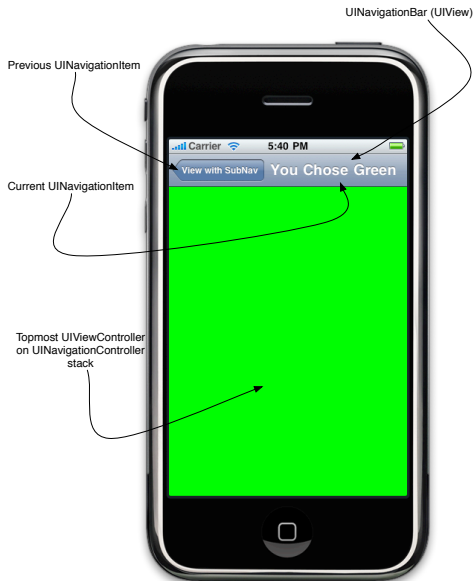 UINavigationBar (UIView)
Previous UINavigationItem
Carrier
5:40 PM
View with SubNav
You Chose Green
Current UINavigationItem
Topmost UIViewController
on UINavigationController
stack